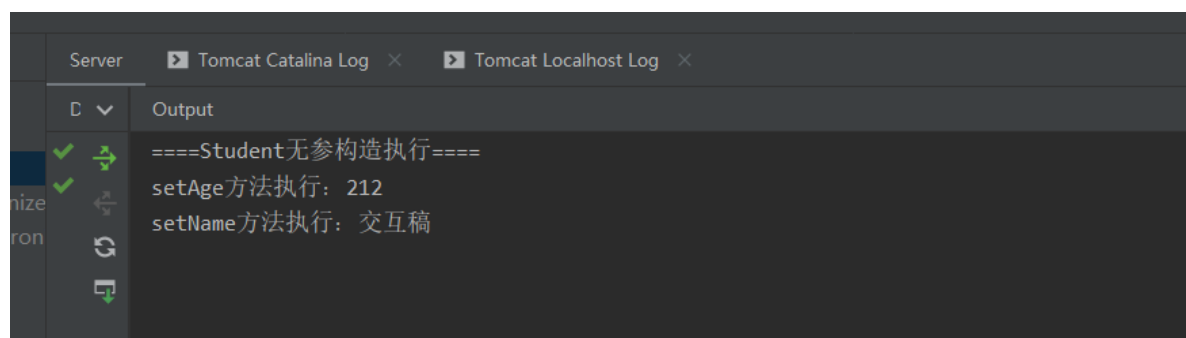 Server Tomcat Catalina Log Tomcat Localhost Log
D Output
====Student无参构造执行====
setAge方法执行：212
nize
setName方法执行：交互稿
ron